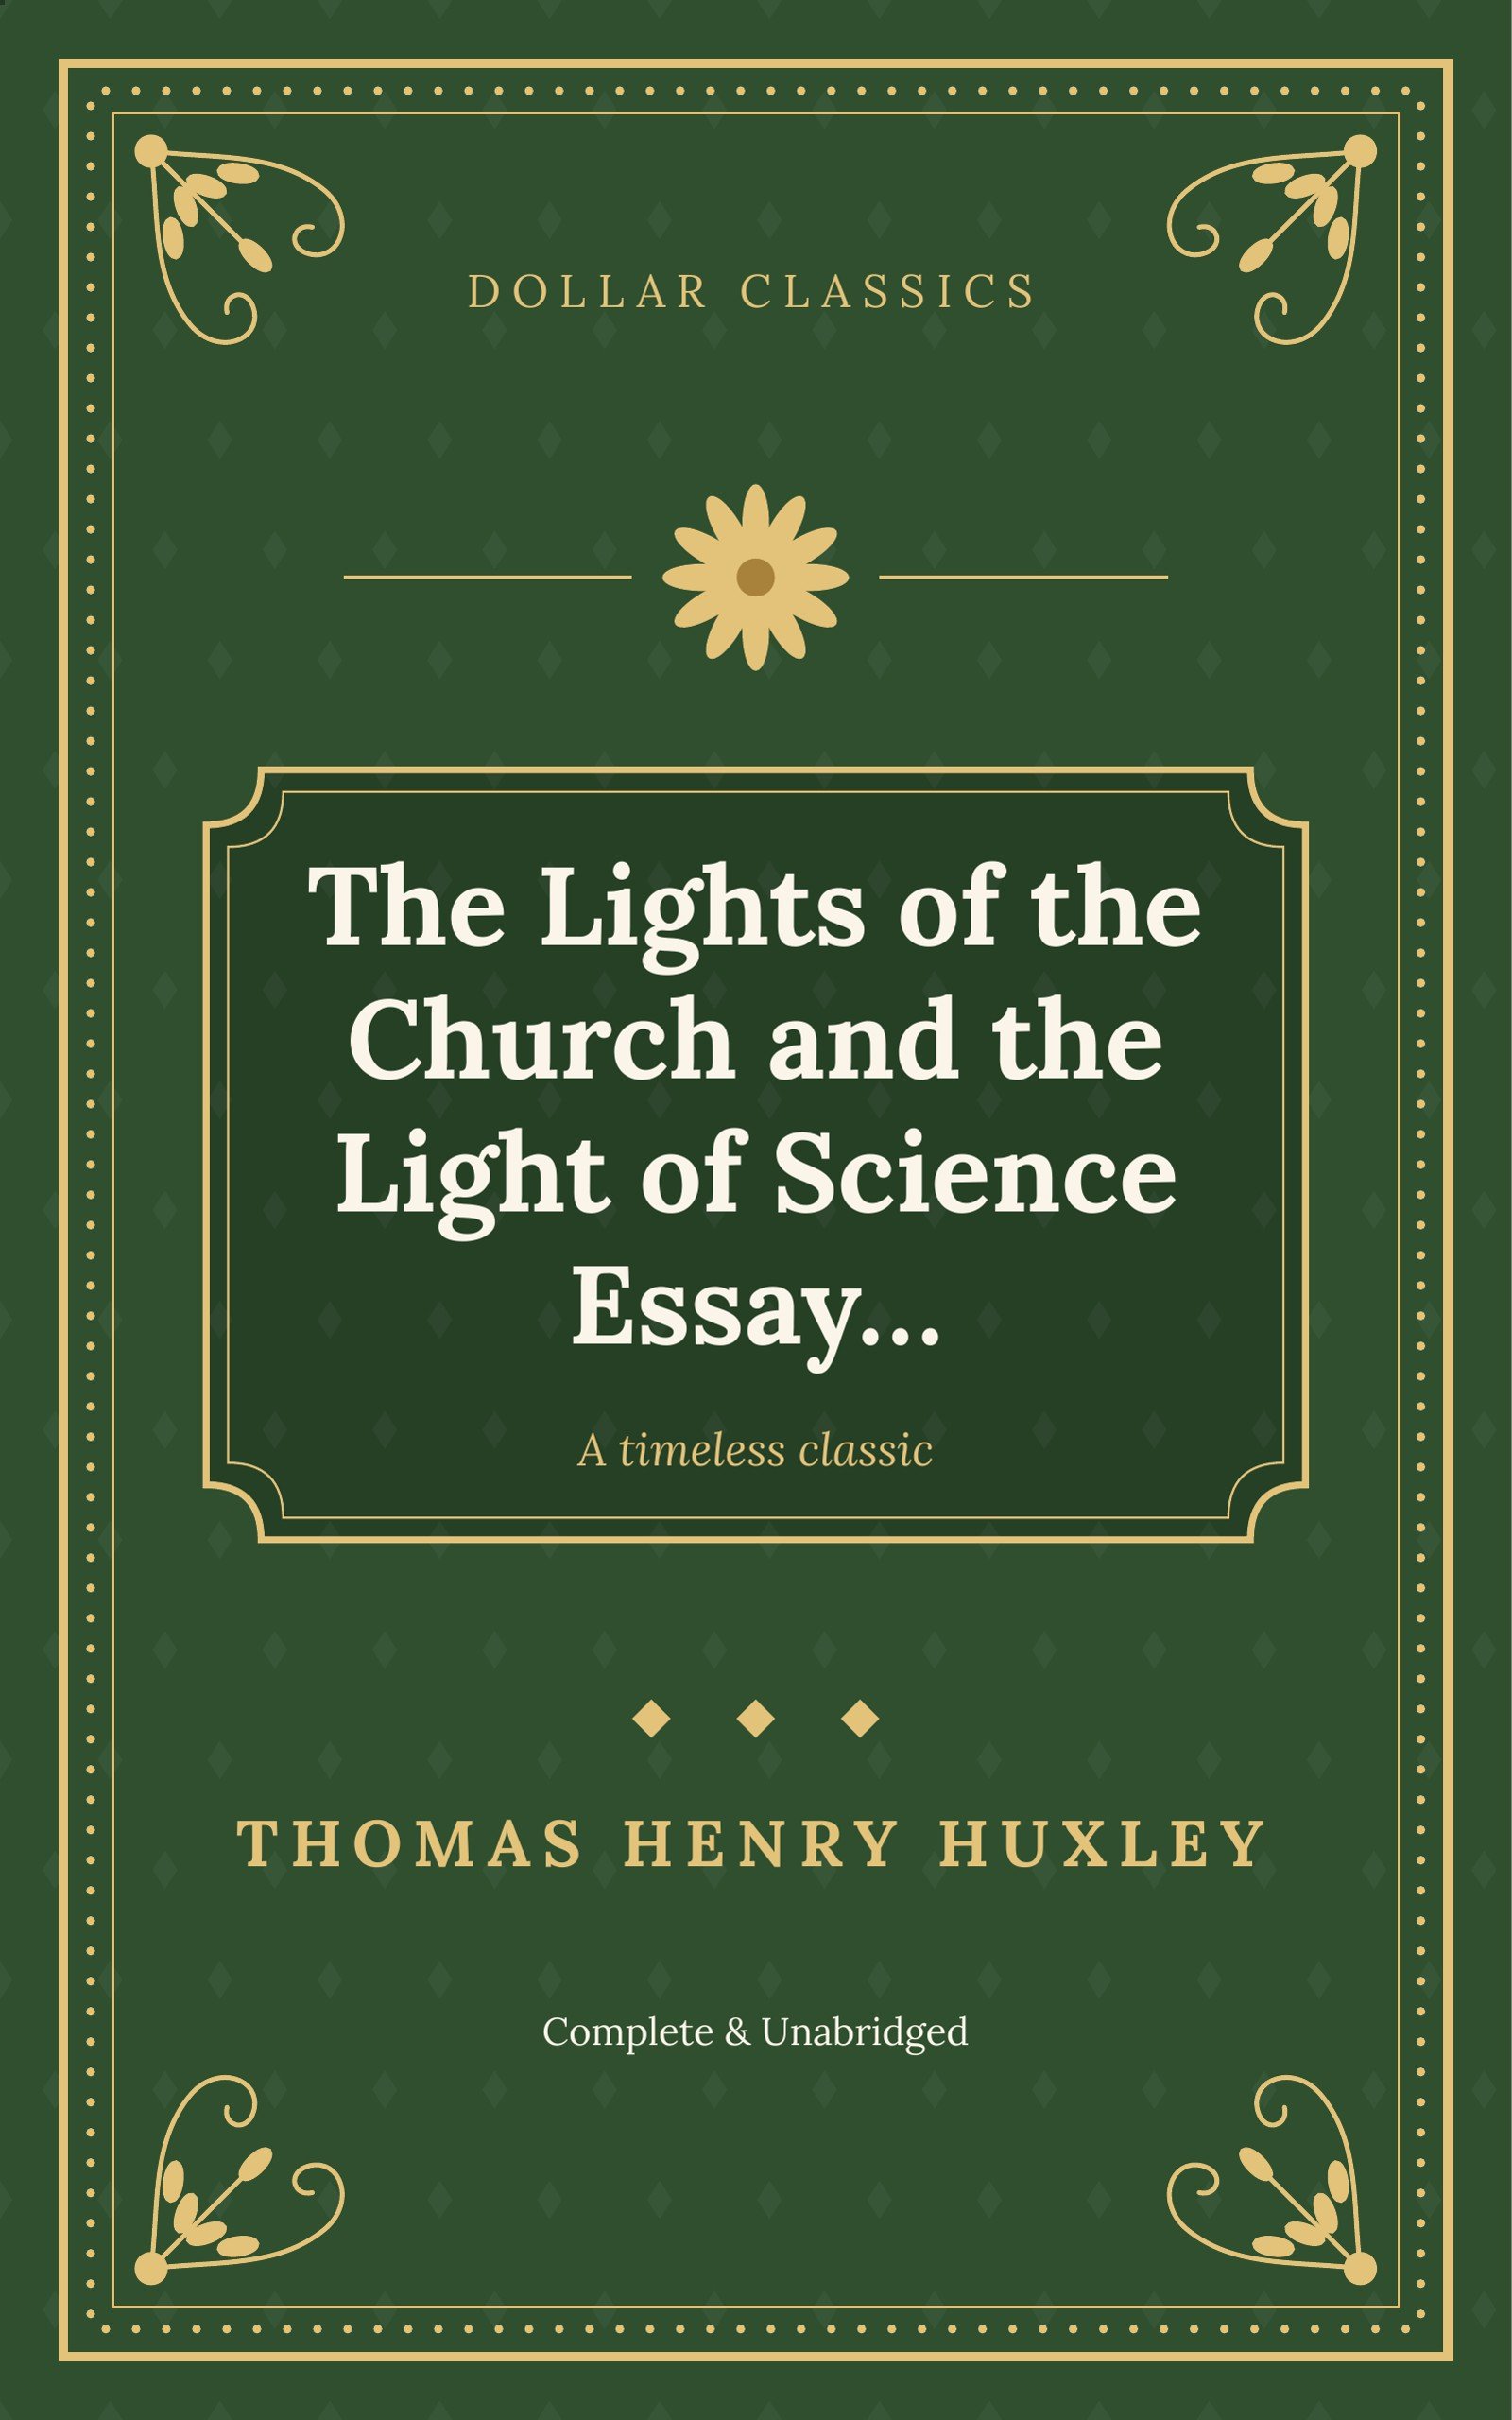 DOLLAR CLASSICS
The Lights of the
Church and the
Light of Science
Essay...
A timeless classic
THOMAS HENRY HUXLEY
Complete & Unabridged